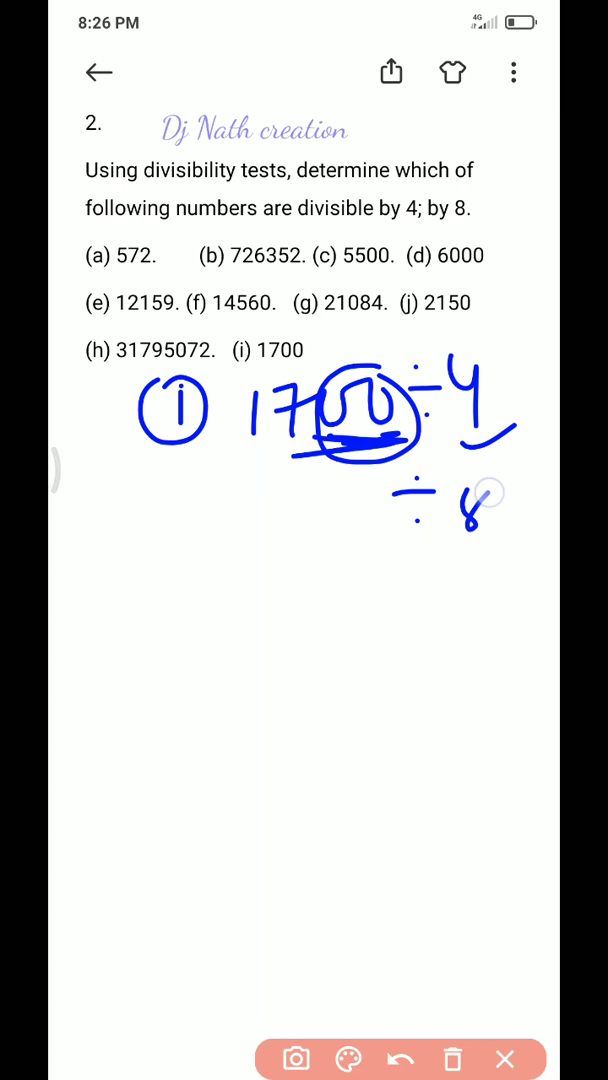 8:26 PM 4G
2. Dj Nath creation
Using divisibility tests, determine which of
following numbers are divisible by 4; by 8.
(a) 572. (b) 726352. (c) 5500. (d) 6000
(e) 12159. (f) 14560. (g) 21084. (j) 2150
(h) 31795072. (i) 1700
i 1700 ÷ 4
÷ 8